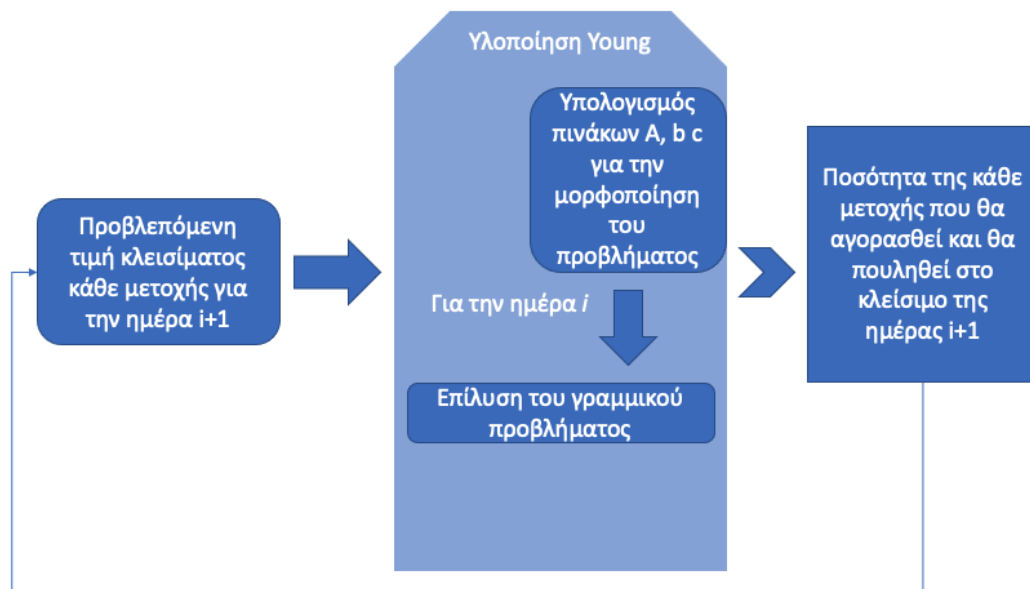 Υλοποίηση Young
Υπολογισμός
πινάκων A, b c
για την
μορφοποίηση
του
προβλήματος
Προβλεπόμενη
τιμή κλεισίματος
κάθε μετοχής για
την ημέρα i+1
Για την ημέρα i
Επίλυση του γραμμικού
προβλήματος
Ποσότητα της κάθε
μετοχής που θα
αγορασθεί και θα
πουληθεί στο
κλείσιμο της
ημέρας i+1